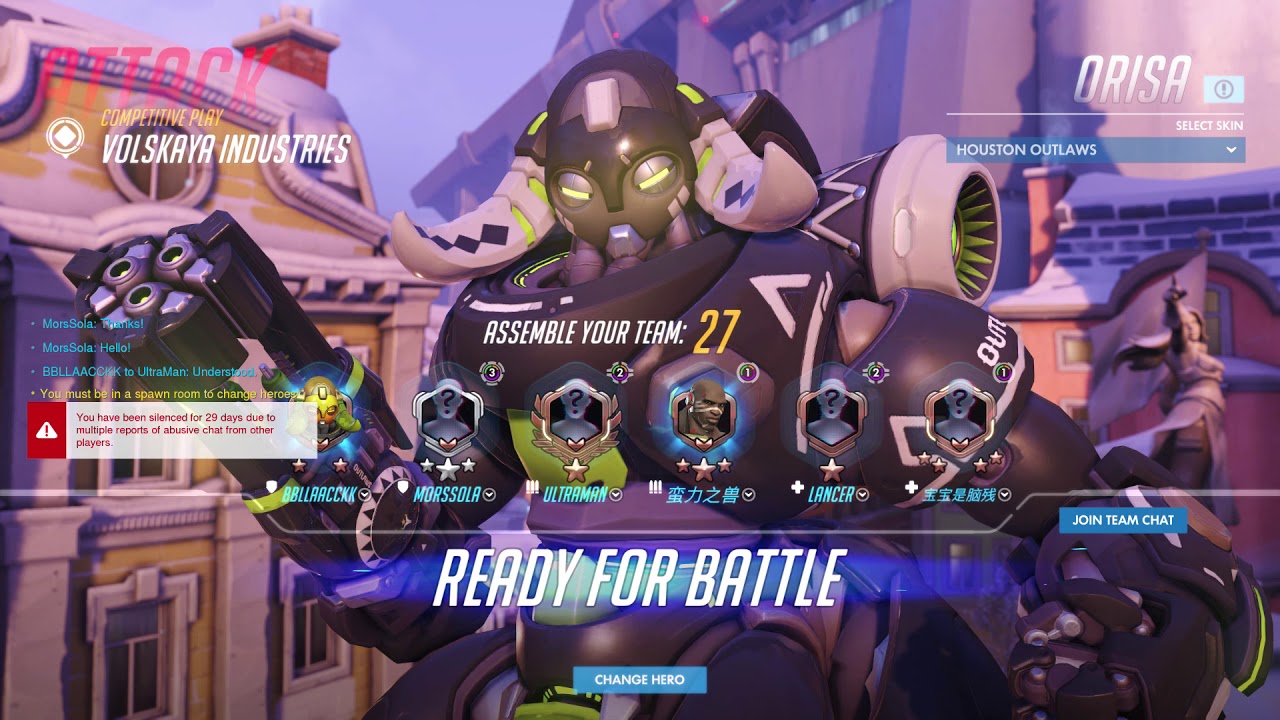 ATTACK
COMPETITIVE PLAY
VOLSKAYA INDUSTRIES
ORISA
SELECT SKIN
HOUSTON OUTLAWS
ASSEMBLE YOUR TEAM: 27
• MorsSola: Thanks!
• MorsSola: Hello!
• BBLLAACCKK to UltraMan: Understood.
• You must be in a spawn room to change heroes.
You have been silenced for 29 days due to
multiple reports of abusive chat from other
players.
3
2
1
2
1
? ? ? ? 
BBLLAACCKK
MORSSOLA
ULTRAMAN
蛮力之兽
LANCER
宝宝是脑残
OUTL
JOIN TEAM CHAT
READY FOR BATTLE
CHANGE HERO